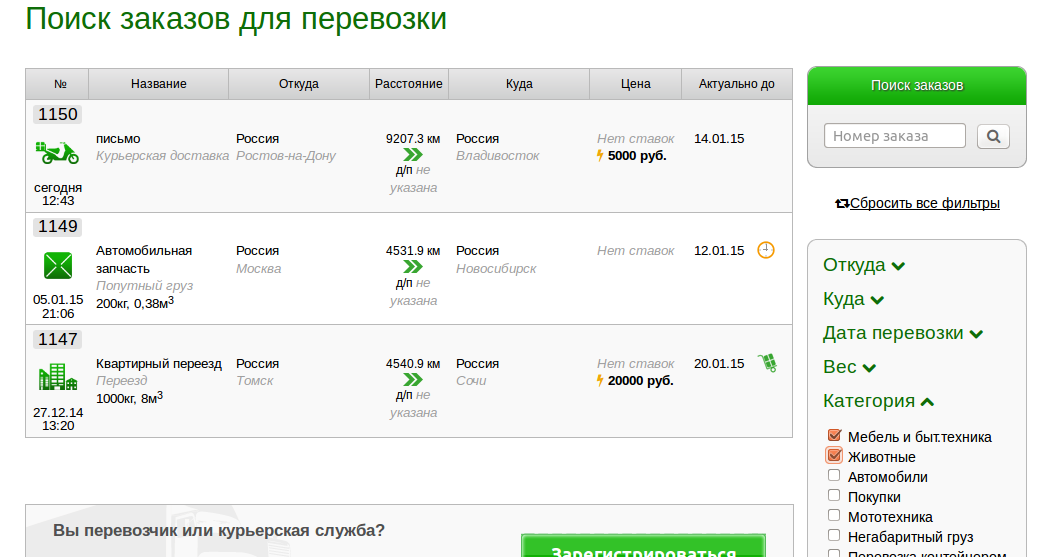 Поиск заказов для перевозки
№ Название Откуда Расстояние Куда Цена Актуально до
1150
письмо
Курьерская доставка
Россия
Ростов-на-Дону
9207.3 км
д/п не
указана
Россия
Владивосток
Нет ставок
5000 руб.
14.01.15
сегодня
12:43
1149
Автомобильная
запчасть
Попутный груз
200кг, 0,38м3
Россия
Москва
4531.9 км
д/п не
указана
Россия
Новосибирск
Нет ставок
12.01.15
05.01.15
21:06
1147
Квартирный переезд
Переезд
1000кг, 8м3
Россия
Томск
4540.9 км
д/п не
указана
Россия
Сочи
Нет ставок
20000 руб.
20.01.15
27.12.14
13:20
Вы перевозчик или курьерская служба?
Зарегистрироваться
Поиск заказов
Номер заказа
Сбросить все фильтры
Откуда
Куда
Дата перевозки
Вес
Категория
Мебель и быт.техника
Животные
Автомобили
Покупки
Мототехника
Негабаритный груз
Перевозка контейнером